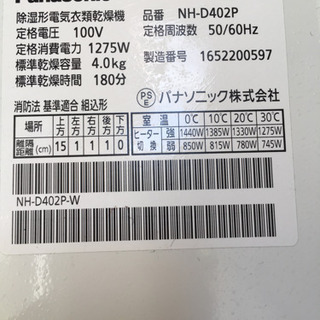 Panasonic
除湿形電気衣類乾燥機
定格電圧 100V
定格消費電力 1275W
標準乾燥容量 4.0kg
標準乾燥時間 180分
品番 NH-D402P
定格周波数 50/60Hz
製造番号 1652200597
消防法 基準適合 組込形
PS E パナソニック株式会社
場所 上方 左方 右方 後方 下方
離隔距離(cm) 15 1 1 1 0
室温 0℃ 10℃ 20℃ 30℃
ヒーター切換 強 1440W 1385W 1330W 1275W
弱 850W 815W 780W 745W
NH-D402P-W